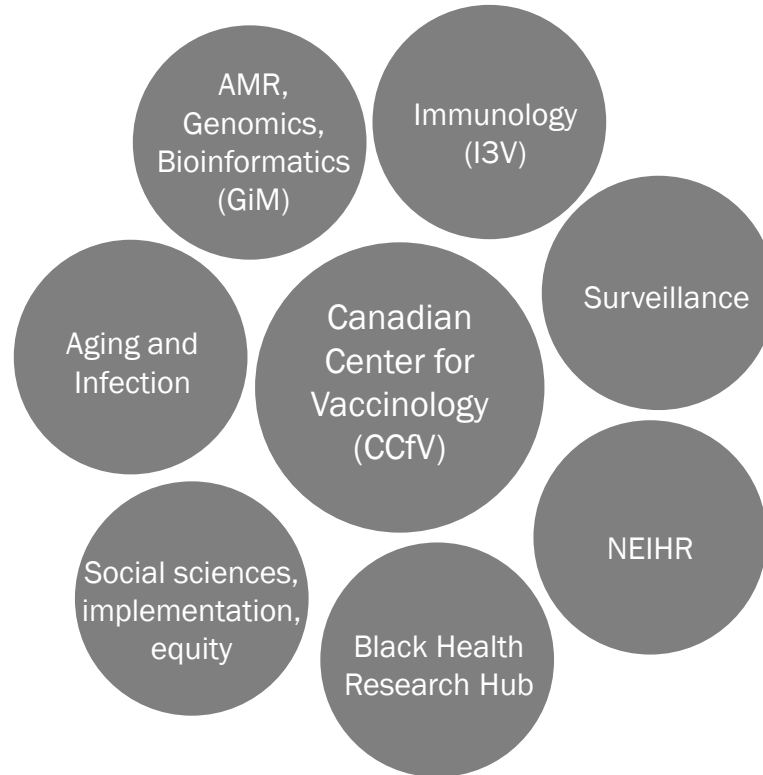 AMR,
Genomics,
Bioinformatics
(GiM)
Immunology
(I3V)
Surveillance
Aging and
Infection
Canadian
Center for
Vaccinology
(CCfV)
NEIHR
Social sciences,
implementation,
equity
Black Health
Research Hub